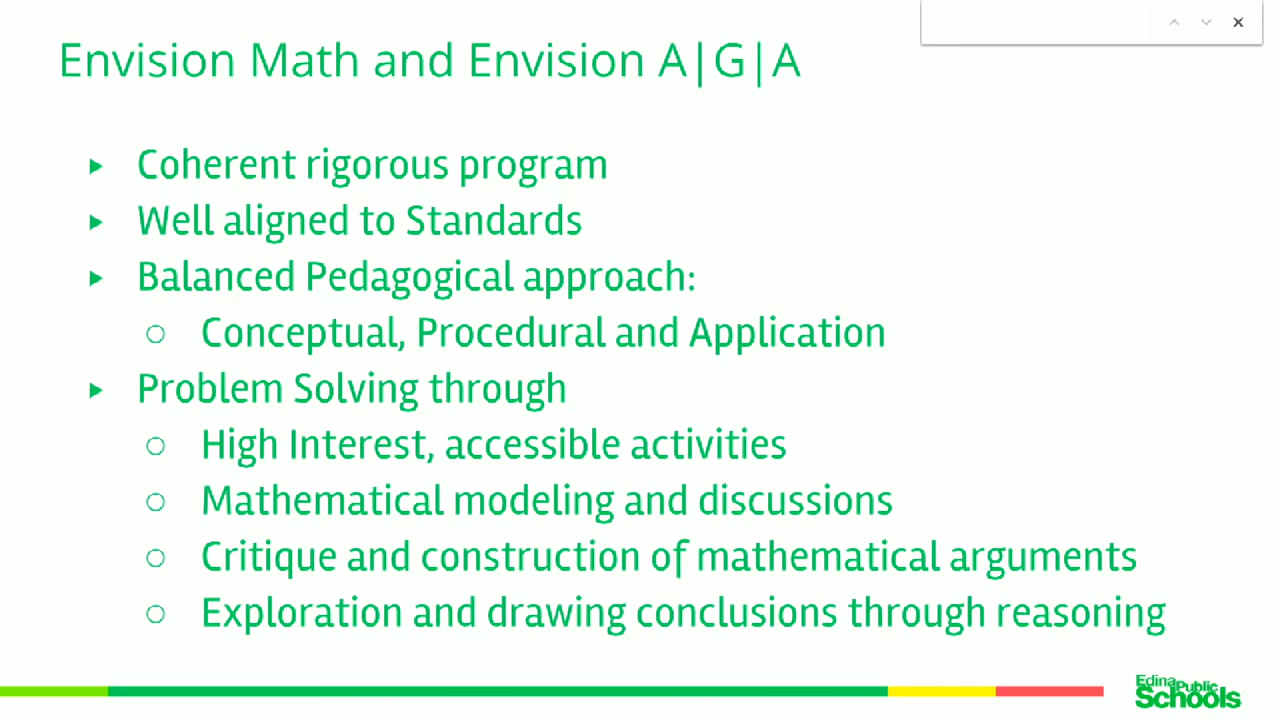 Envision Math and Envision A|G|A
Coherent rigorous program
Well aligned to Standards
Balanced Pedagogical approach:
Conceptual, Procedural and Application
Problem Solving through
High Interest, accessible activities
Mathematical modeling and discussions
Critique and construction of mathematical arguments
Exploration and drawing conclusions through reasoning
Edina Public
Schools